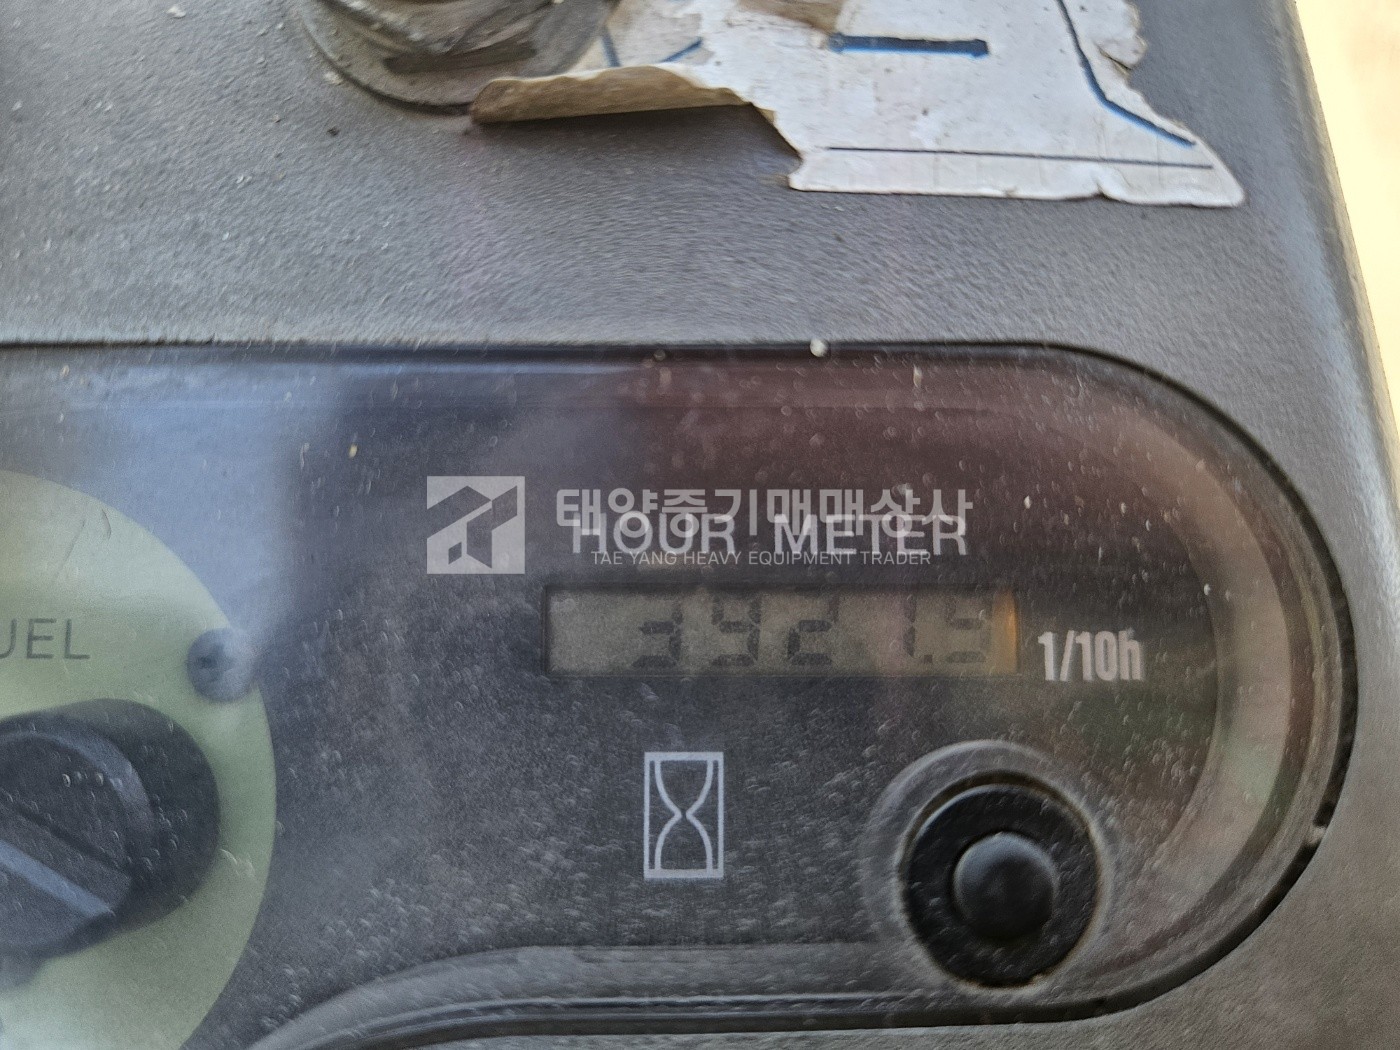 태양중기매매상사
HOUR METER
TAE YANG HEAVY EQUIPMENT TRADER
3921.9
1/10h
UEL